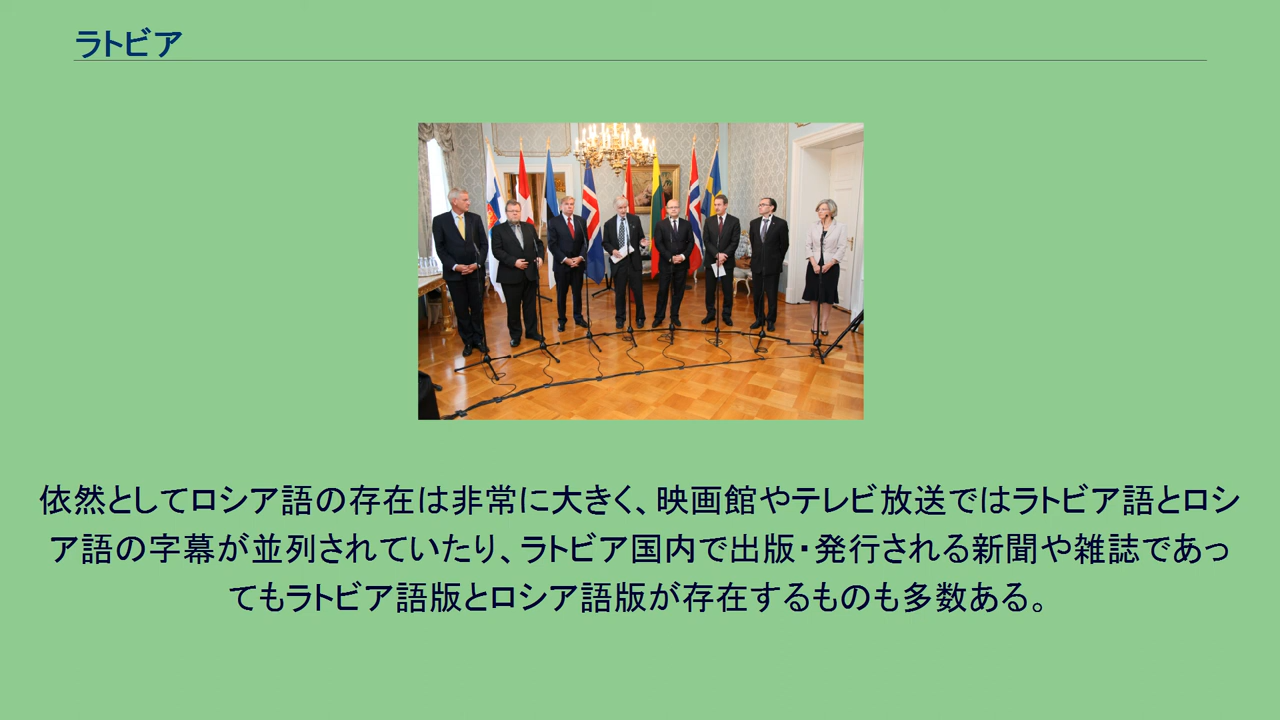 ラトビア
依然としてロシア語の存在は非常に大きく、映画館やテレビ放送ではラトビア語とロシ
ア語の字幕が並列されていたり、ラトビア国内で出版・発行される新聞や雑誌であっ
てもラトビア語版とロシア語版が存在するものも多数ある。